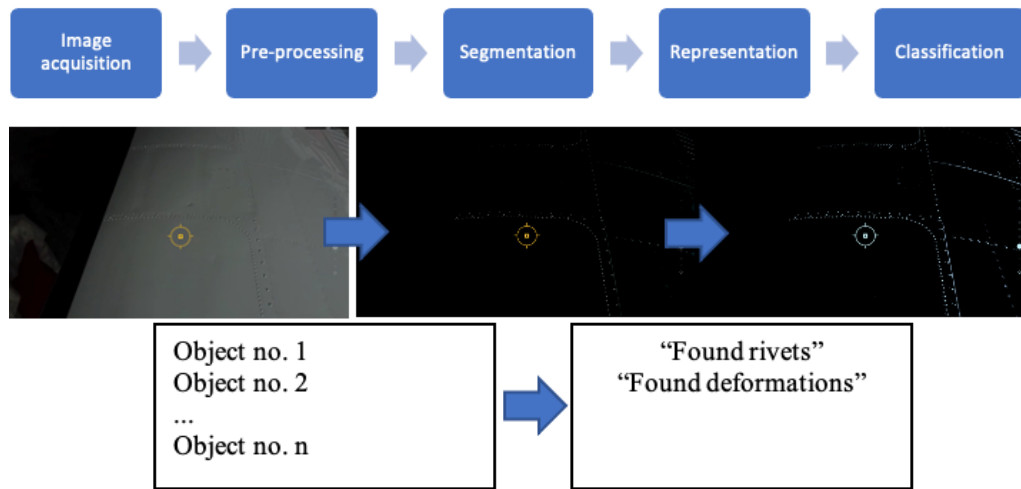 Image
acquisition
Pre-processing
Segmentation
Representation
Classification
Object no. 1
Object no. 2
...
Object no. n
“Found rivets”
“Found deformations”